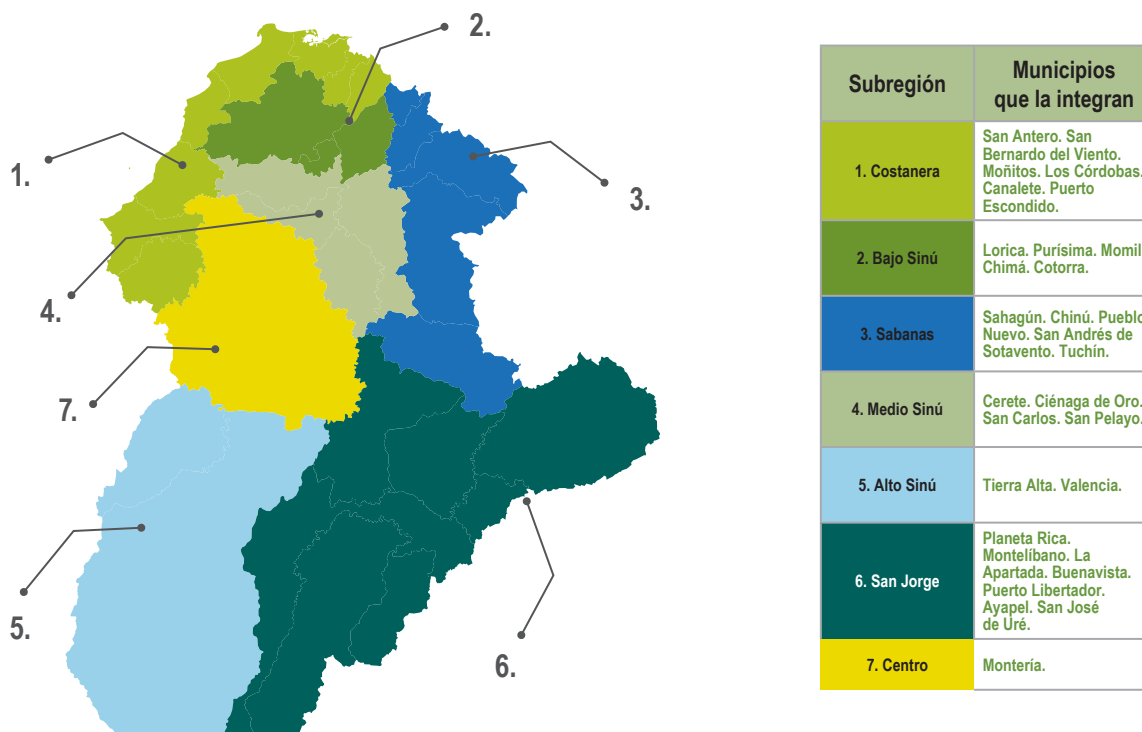 2.
1.
3.
4.
7.
5.
6.
Subregión
Municipios
que la integran
1. Costanera
San Antero. San
Bernardo del Viento.
Moñitos. Los Córdobas.
Canalete. Puerto
Escondido.
2. Bajo Sinú
Lorica. Purísima. Momil
Chimá. Cotorra.
3. Sabanas
Sahagún. Chinú. Pueblo
Nuevo. San Andrés de
Sotavento. Tuchín.
4. Medio Sinú
Cerete. Ciénaga de Oro.
San Carlos. San Pelayo.
5. Alto Sinú
Tierra Alta. Valencia.
6. San Jorge
Planeta Rica.
Montelíbano. La
Apartada. Buenavista.
Puerto Libertador.
Ayapel. San José
de Uré.
7. Centro
Montería.